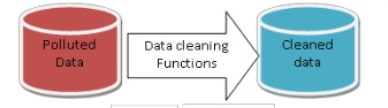 Polluted
Data
Data cleaning
Functions
Cleaned
data